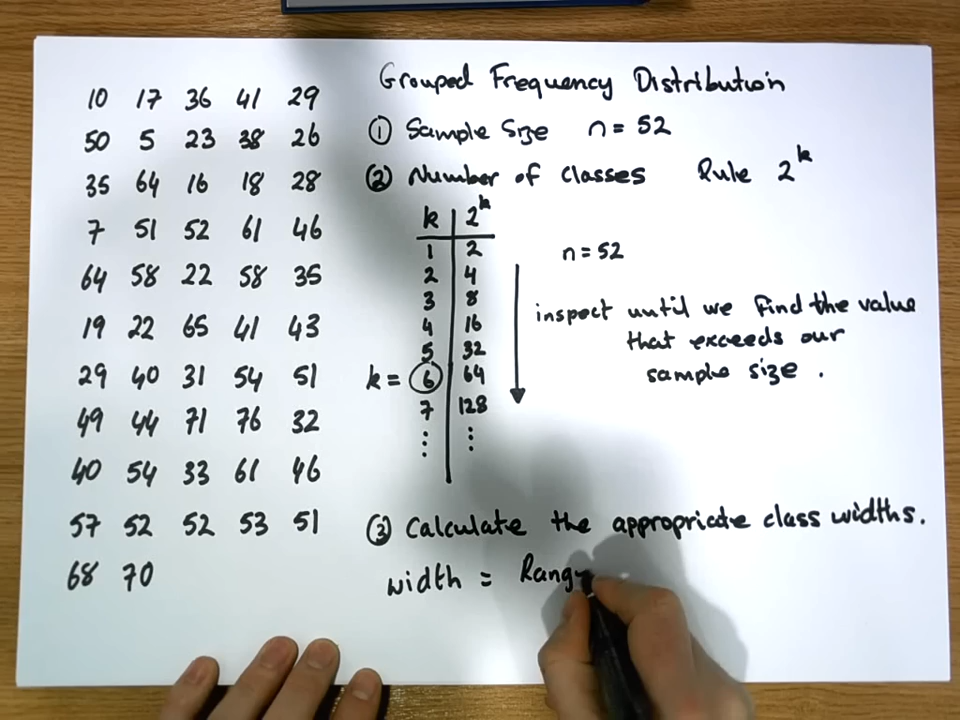 10 17 36 41 29
50 5 23 38 26
35 64 16 18 28
7 51 52 61 46
64 58 22 58 35
19 22 65 41 43
29 40 31 54 51
49 44 71 76 32
40 54 33 61 46
57 52 52 53 51
68 70
Grouped Frequency Distribution
① Sample Size n = 52
② Number of classes Rule 2^k
k 2^k
1 2
2 4
3 8
4 16
5 32
k = 6 64
7 128
⋮ ⋮
n = 52
inspect until we find the value
that exceeds our
sample size .
③ Calculate the appropriate class widths.
width = Rang